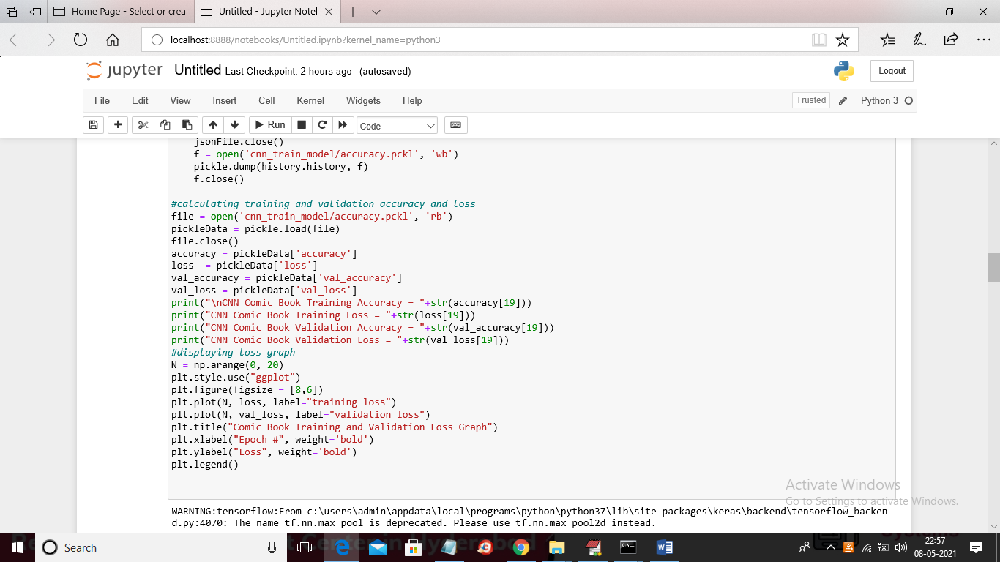 Home Page - Select or creat
Untitled - Jupyter Notel
localhost:8888/notebooks/Untitled.ipynb?kernel_name=python3
jupyter Untitled Last Checkpoint: 2 hours ago (autosaved)
Logout
File Edit View Insert Cell Kernel Widgets Help
Trusted
Python 3
Run
Code
    jsonFile.close()
    f = open('cnn_train_model/accuracy.pckl', 'wb')
    pickle.dump(history.history, f)
    f.close()
#calculating training and validation accuracy and loss
file = open('cnn_train_model/accuracy.pckl', 'rb')
pickleData = pickle.load(file)
file.close()
accuracy = pickleData['accuracy']
loss  = pickleData['loss']
val_accuracy = pickleData['val_accuracy']
val_loss = pickleData['val_loss']
print("\nCNN Comic Book Training Accuracy = "+str(accuracy[19]))
print("CNN Comic Book Training Loss = "+str(loss[19]))
print("CNN Comic Book Validation Accuracy = "+str(val_accuracy[19]))
print("CNN Comic Book Validation Loss = "+str(val_loss[19]))
#displaying loss graph
N = np.arange(0, 20)
plt.style.use("ggplot")
plt.figure(figsize = [8,6])
plt.plot(N, loss, label="training loss")
plt.plot(N, val_loss, label="validation loss")
plt.title("Comic Book Training and Validation Loss Graph")
plt.xlabel("Epoch #", weight='bold')
plt.ylabel("Loss", weight='bold')
plt.legend()
Activate Windows
Go to Settings to activate Windows.
WARNING:tensorflow:From c:\users\admin\appdata\local\programs\python\python37\lib\site-packages\keras\backend\tensorflow_backen
d.py:4070: The name tf.nn.max_pool is deprecated. Please use tf.nn.max_pool2d instead.
Search
22:57
08-05-2021